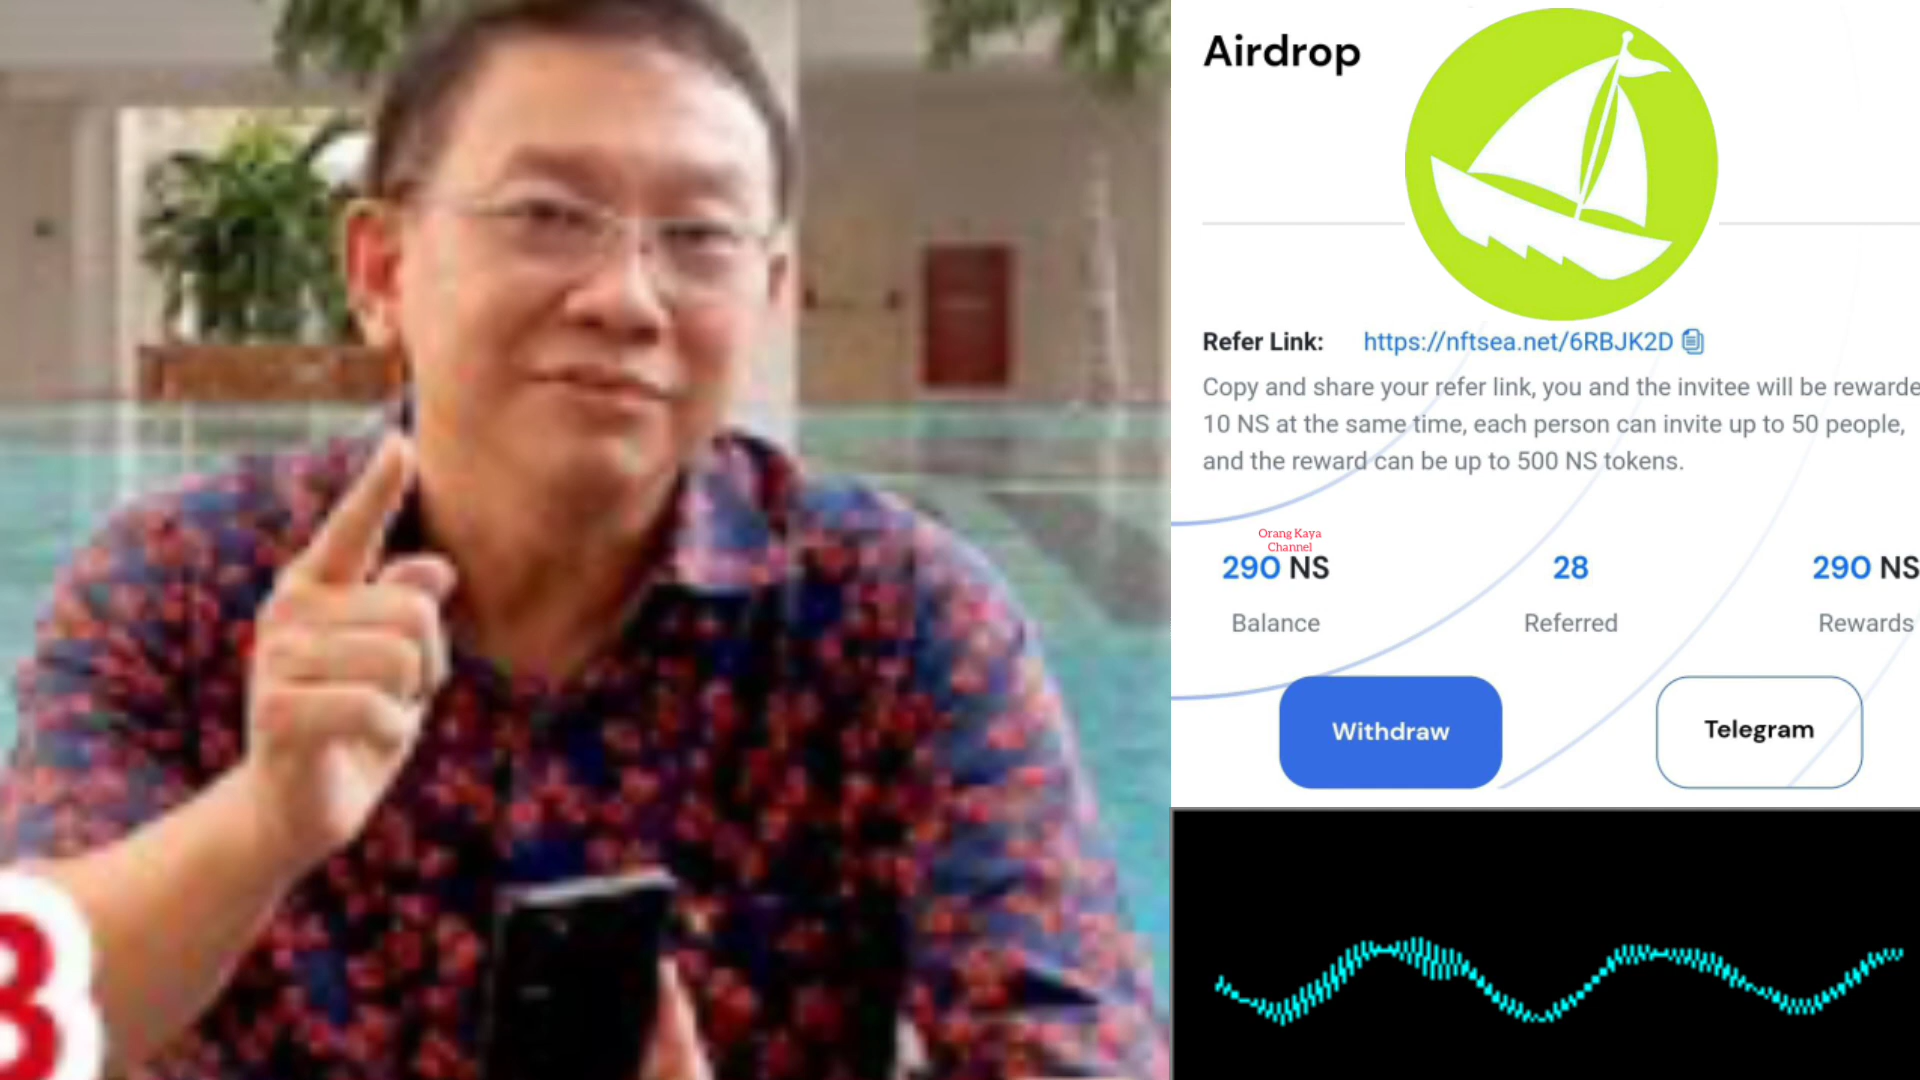 Airdrop
Refer Link: https://nftsea.net/6RBJK2D
Copy and share your refer link, you and the invitee will be rewarde
10 NS at the same time, each person can invite up to 50 people,
and the reward can be up to 500 NS tokens.
Orang Kaya
Channel
290 NS 28 290 NS
Balance Referred Rewards
Withdraw Telegram